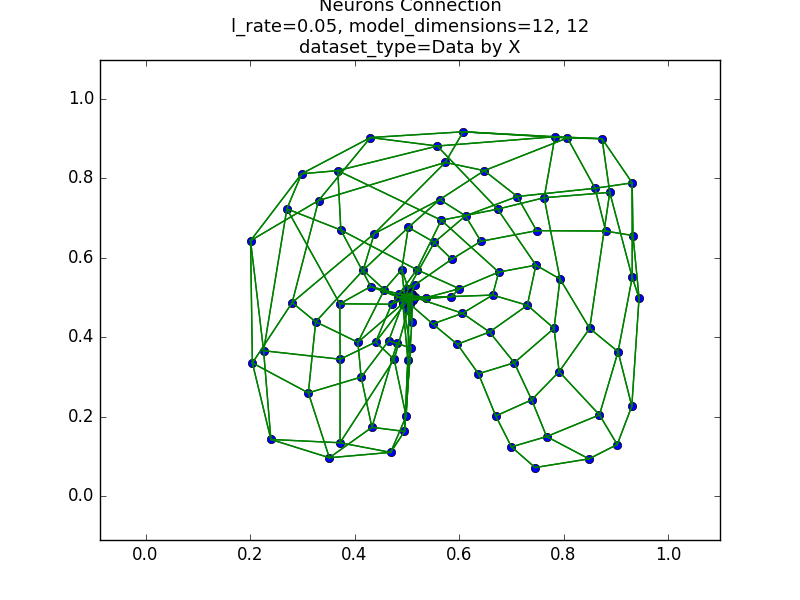 Neurons Connection
l_rate=0.05, model_dimensions=12, 12
dataset_type=Data by X
1.0
0.8
0.6
0.4
0.2
0.0
0.0 0.2 0.4 0.6 0.8 1.0